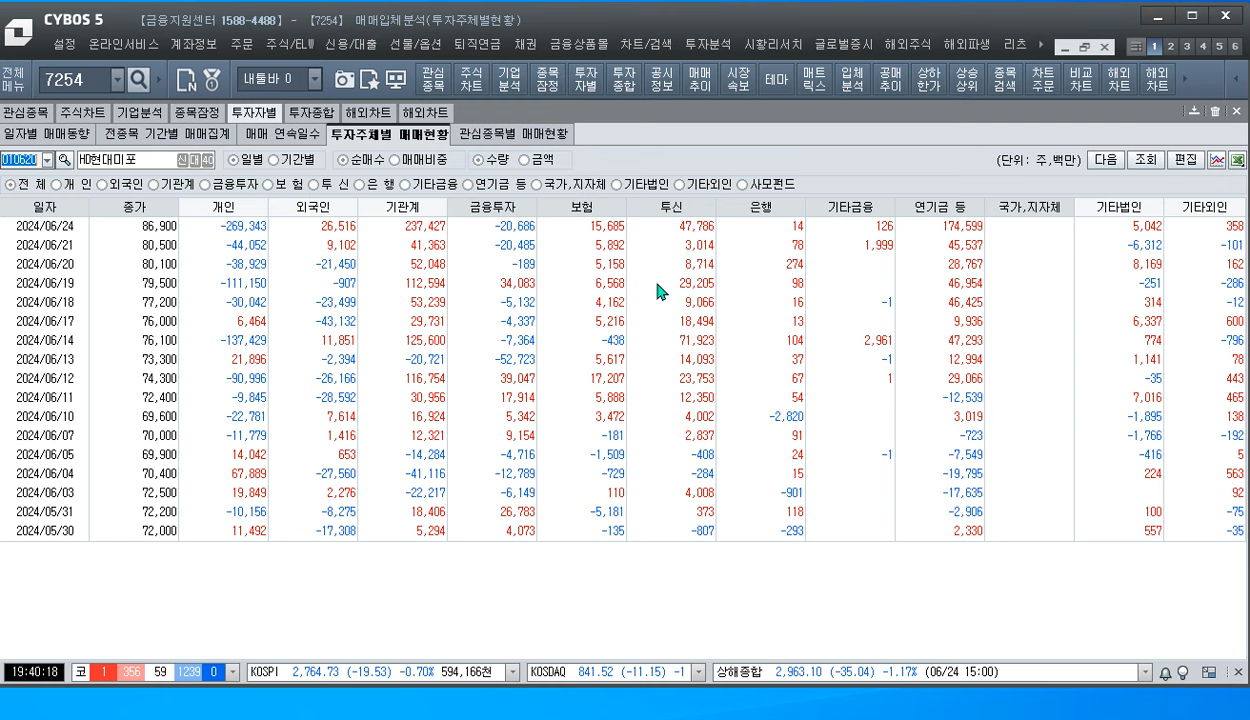 CYBOS 5 【금융지원센터 1588-4488】 - 【7254】 매매입체분석(투자주체별현황)
설정 온라인서비스 계좌정보 주문 주식/ELW 신용/대출 선물/옵션 퇴직연금 채권 금융상품몰 차트/검색 투자분석 시황리서치 글로벌증시 해외주식 해외파생 리츠 1 2 3 4 5 6
전체메뉴 7254 내툴바 0 관심종목 주식차트 기업분석 종목잠정 투자자별 투자종합 공시정보 매매추이 시장속보 테마 매트릭스 입체분석 공매추이 상하한가 상승상위 종목검색 차트주문 비교차트 해외차트 해외차트
관심종목 주식차트 기업분석 종목잠정 투자자별 투자종합 해외차트 해외차트
일자별 매매동향 전종목 기간별 매매집계 매매 연속일수 투자주체별 매매현황 관심종목별 매매현황
010620 HD현대미포 신 대 40 일별 기간별 순매수 매매비중 수량 금액 (단위: 주,백만) 다음 조회 편집
전 체 개 인 외국인 기관계 금융투자 보 험 투 신 은 행 기타금융 연기금 등 국가,지자체 기타법인 기타외인 사모펀드
일자 종가 개인 외국인 기관계 금융투자 보험 투신 은행 기타금융 연기금 등 국가,지자체 기타법인 기타외인
2024/06/24 86,900 -269,343 26,516 237,427 -20,686 15,685 47,786 14 126 174,599 5,042 358
2024/06/21 80,500 -44,052 9,102 41,363 -20,485 5,892 3,014 78 1,999 45,537 -6,312 -101
2024/06/20 80,100 -38,929 -21,450 52,048 -189 5,158 8,714 274 28,767 8,169 162
2024/06/19 79,500 -111,150 -907 112,594 34,083 6,568 29,205 98 46,954 -251 -286
2024/06/18 77,200 -30,042 -23,499 53,239 -5,132 4,162 9,066 16 -1 46,425 314 -12
2024/06/17 76,000 6,464 -43,132 29,731 -4,337 5,216 18,494 13 9,936 6,337 600
2024/06/14 76,100 -137,429 11,851 125,600 -7,364 -438 71,923 104 2,961 47,293 774 -796
2024/06/13 73,300 21,896 -2,394 -20,721 -52,723 5,617 14,093 37 -1 12,994 1,141 78
2024/06/12 74,300 -90,996 -26,166 116,754 39,047 17,207 23,753 67 1 29,066 -35 443
2024/06/11 72,400 -9,845 -28,592 30,956 17,914 5,888 12,350 54 -12,539 7,016 465
2024/06/10 69,600 -22,781 7,614 16,924 5,342 3,472 4,002 -2,820 3,019 -1,895 138
2024/06/07 70,000 -11,779 1,416 12,321 9,154 -181 2,837 91 -723 -1,766 -192
2024/06/05 69,900 14,042 653 -14,284 -4,716 -1,509 -408 24 -1 -7,549 -416 5
2024/06/04 70,400 67,889 -27,560 -41,116 -12,789 -729 -284 15 -19,795 224 563
2024/06/03 72,500 19,849 2,276 -22,217 -6,149 110 4,008 -901 -17,635 92
2024/05/31 72,200 -10,156 -8,275 18,406 26,783 -5,181 373 118 -2,906 100 -75
2024/05/30 72,000 11,492 -17,308 5,294 4,073 -135 -807 -293 2,330 557 -35
19:40:18 코 1 356 59 1239 0 KOSPI 2,764.73 (-19.53) -0.70% 594,166천 KOSDAQ 841.52 (-11.15) -1 상해종합 2,963.10 (-35.04) -1.17% (06/24 15:00)